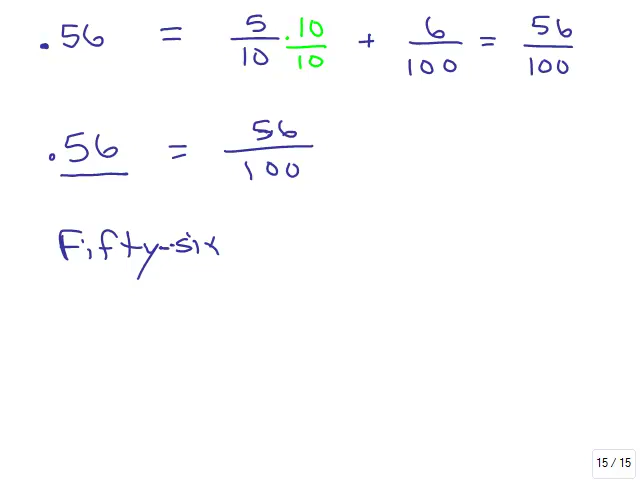 .56 = 5/10 · 10/10 + 6/100 = 56/100
.56 = 56/100
Fifty-six
15 / 15